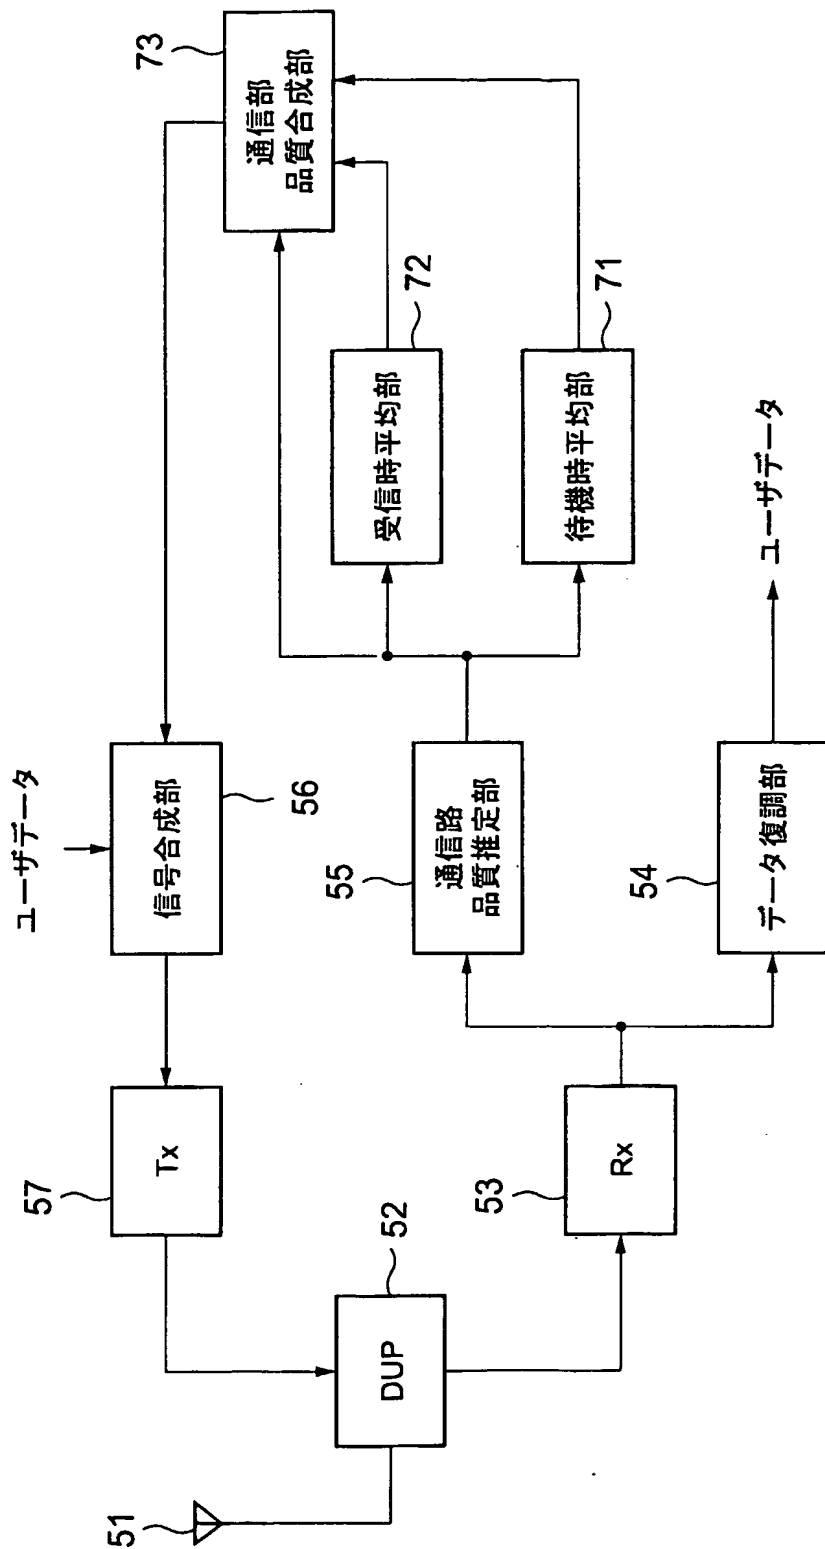 51
DUP
52
Tx
57
Rx
53
ユーザデータ
信号合成部
56
通信路
品質推定部
55
データ復調部
54
受信時平均部
72
待機時平均部
71
通信部
品質合成部
73
ユーザデータ